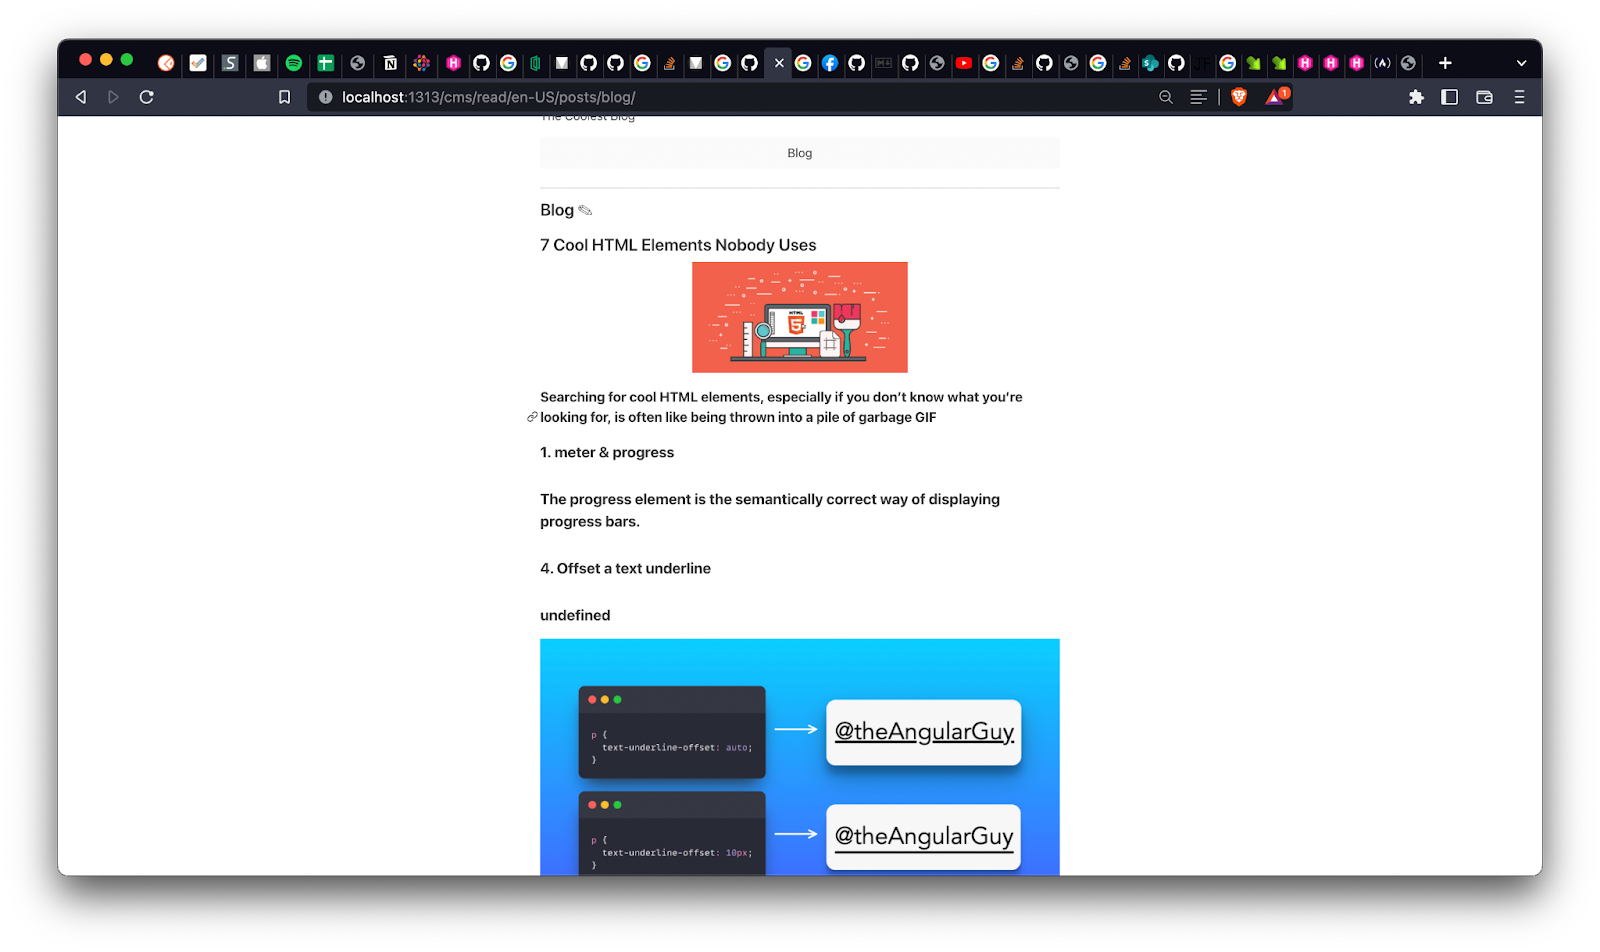 localhost:1313/cms/read/en-US/posts/blog/
1
The Coolest Blog
Blog
Blog
7 Cool HTML Elements Nobody Uses
HTML
5
Searching for cool HTML elements, especially if you don’t know what you’re
looking for, is often like being thrown into a pile of garbage GIF
1. meter & progress
The progress element is the semantically correct way of displaying
progress bars.
4. Offset a text underline
undefined
p {
text-underline-offset: auto;
}
@theAngularGuy
p {
text-underline-offset: 10px;
}
@theAngularGuy